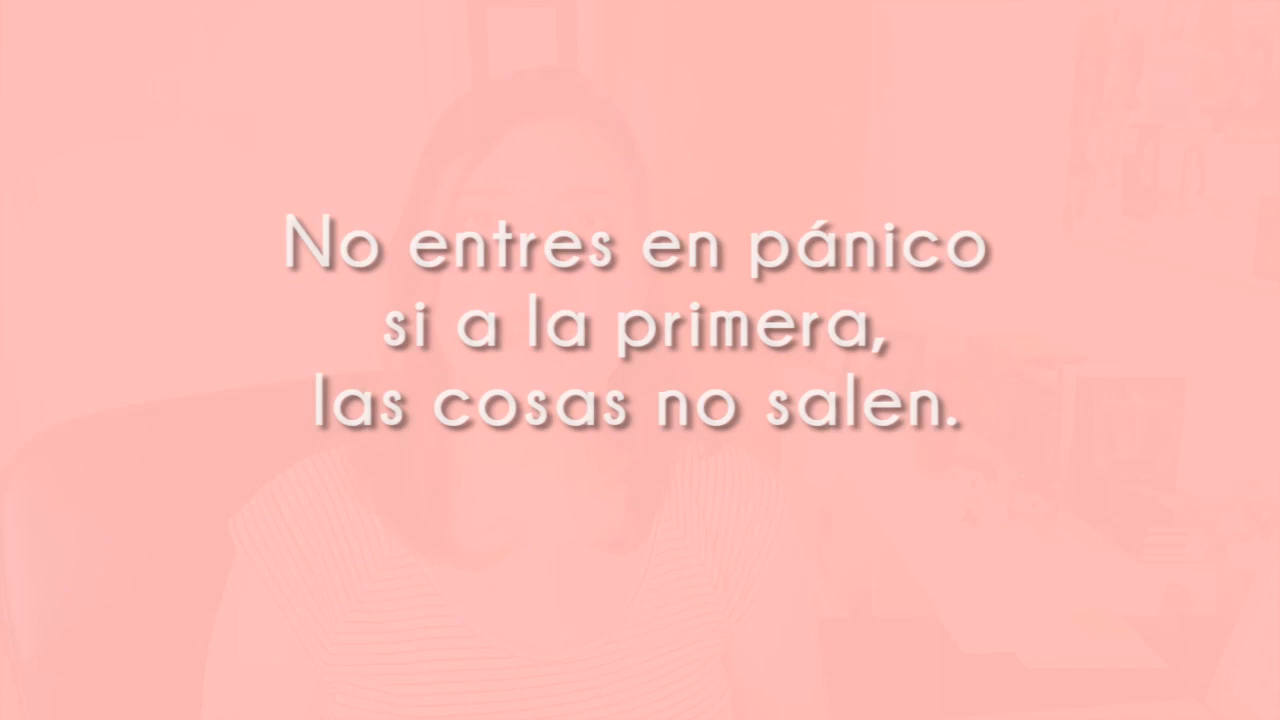 No entres en pánico
si a la primera,
las cosas no salen.